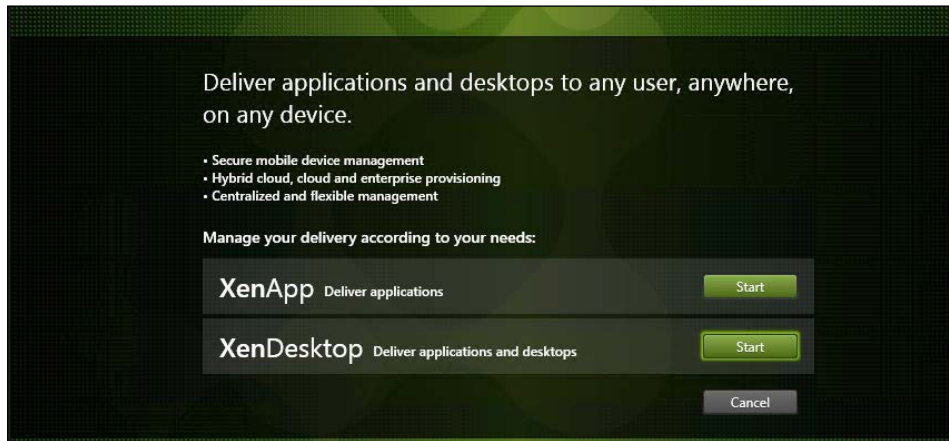 Deliver applications and desktops to any user, anywhere,
on any device.
• Secure mobile device management
• Hybrid cloud, cloud and enterprise provisioning
• Centralized and flexible management
Manage your delivery according to your needs:
XenApp Deliver applications Start
XenDesktop Deliver applications and desktops Start
Cancel